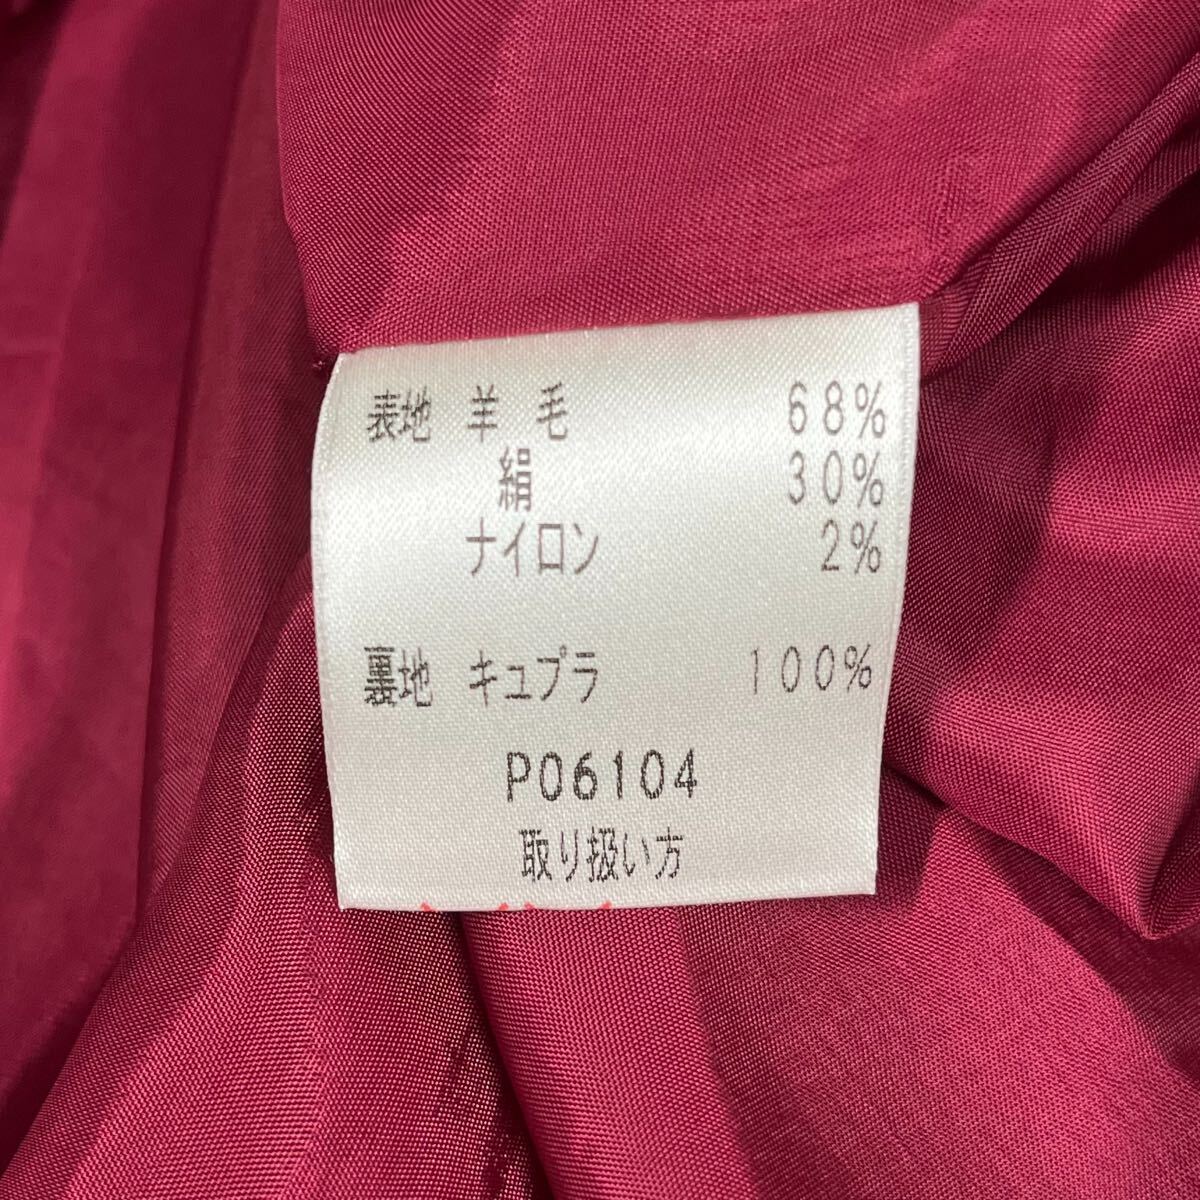 表地 羊毛 68%
絹 30%
ナイロン 2%
裏地 キュプラ 100%
P06104
取り扱い方